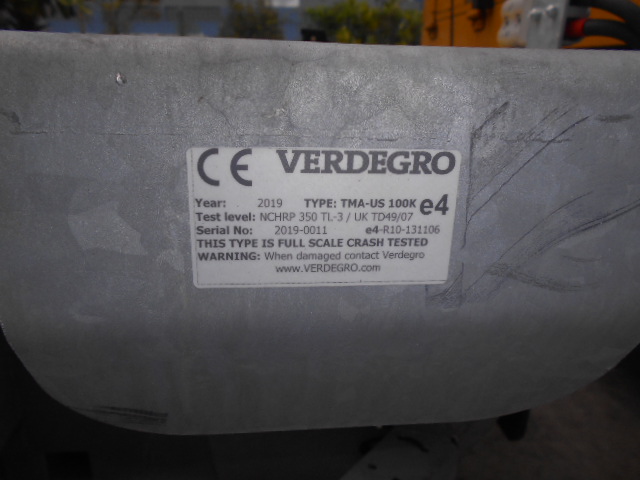 CE VERDEGRO
Year: 2019 TYPE: TMA-US 100K e4
Test level: NCHRP 350 TL-3 / UK TD49/07
Serial No: 2019-0011 e4-R10-131106
THIS TYPE IS FULL SCALE CRASH TESTED
WARNING: When damaged contact Verdegro
www.VERDEGRO.com